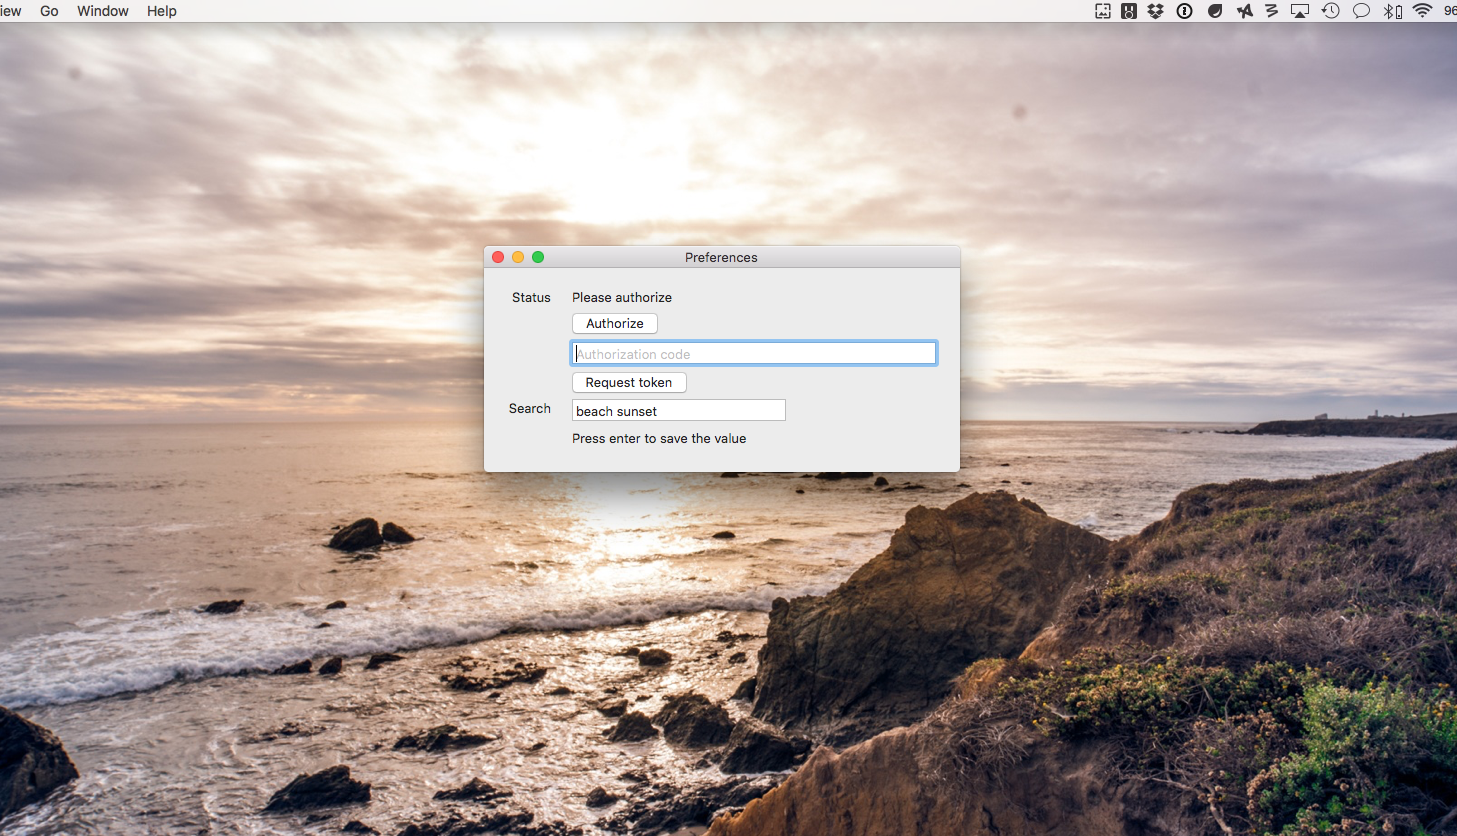 iew Go Window Help 96
Preferences
Status Please authorize
Authorize
Authorization code
Request token
Search beach sunset
Press enter to save the value